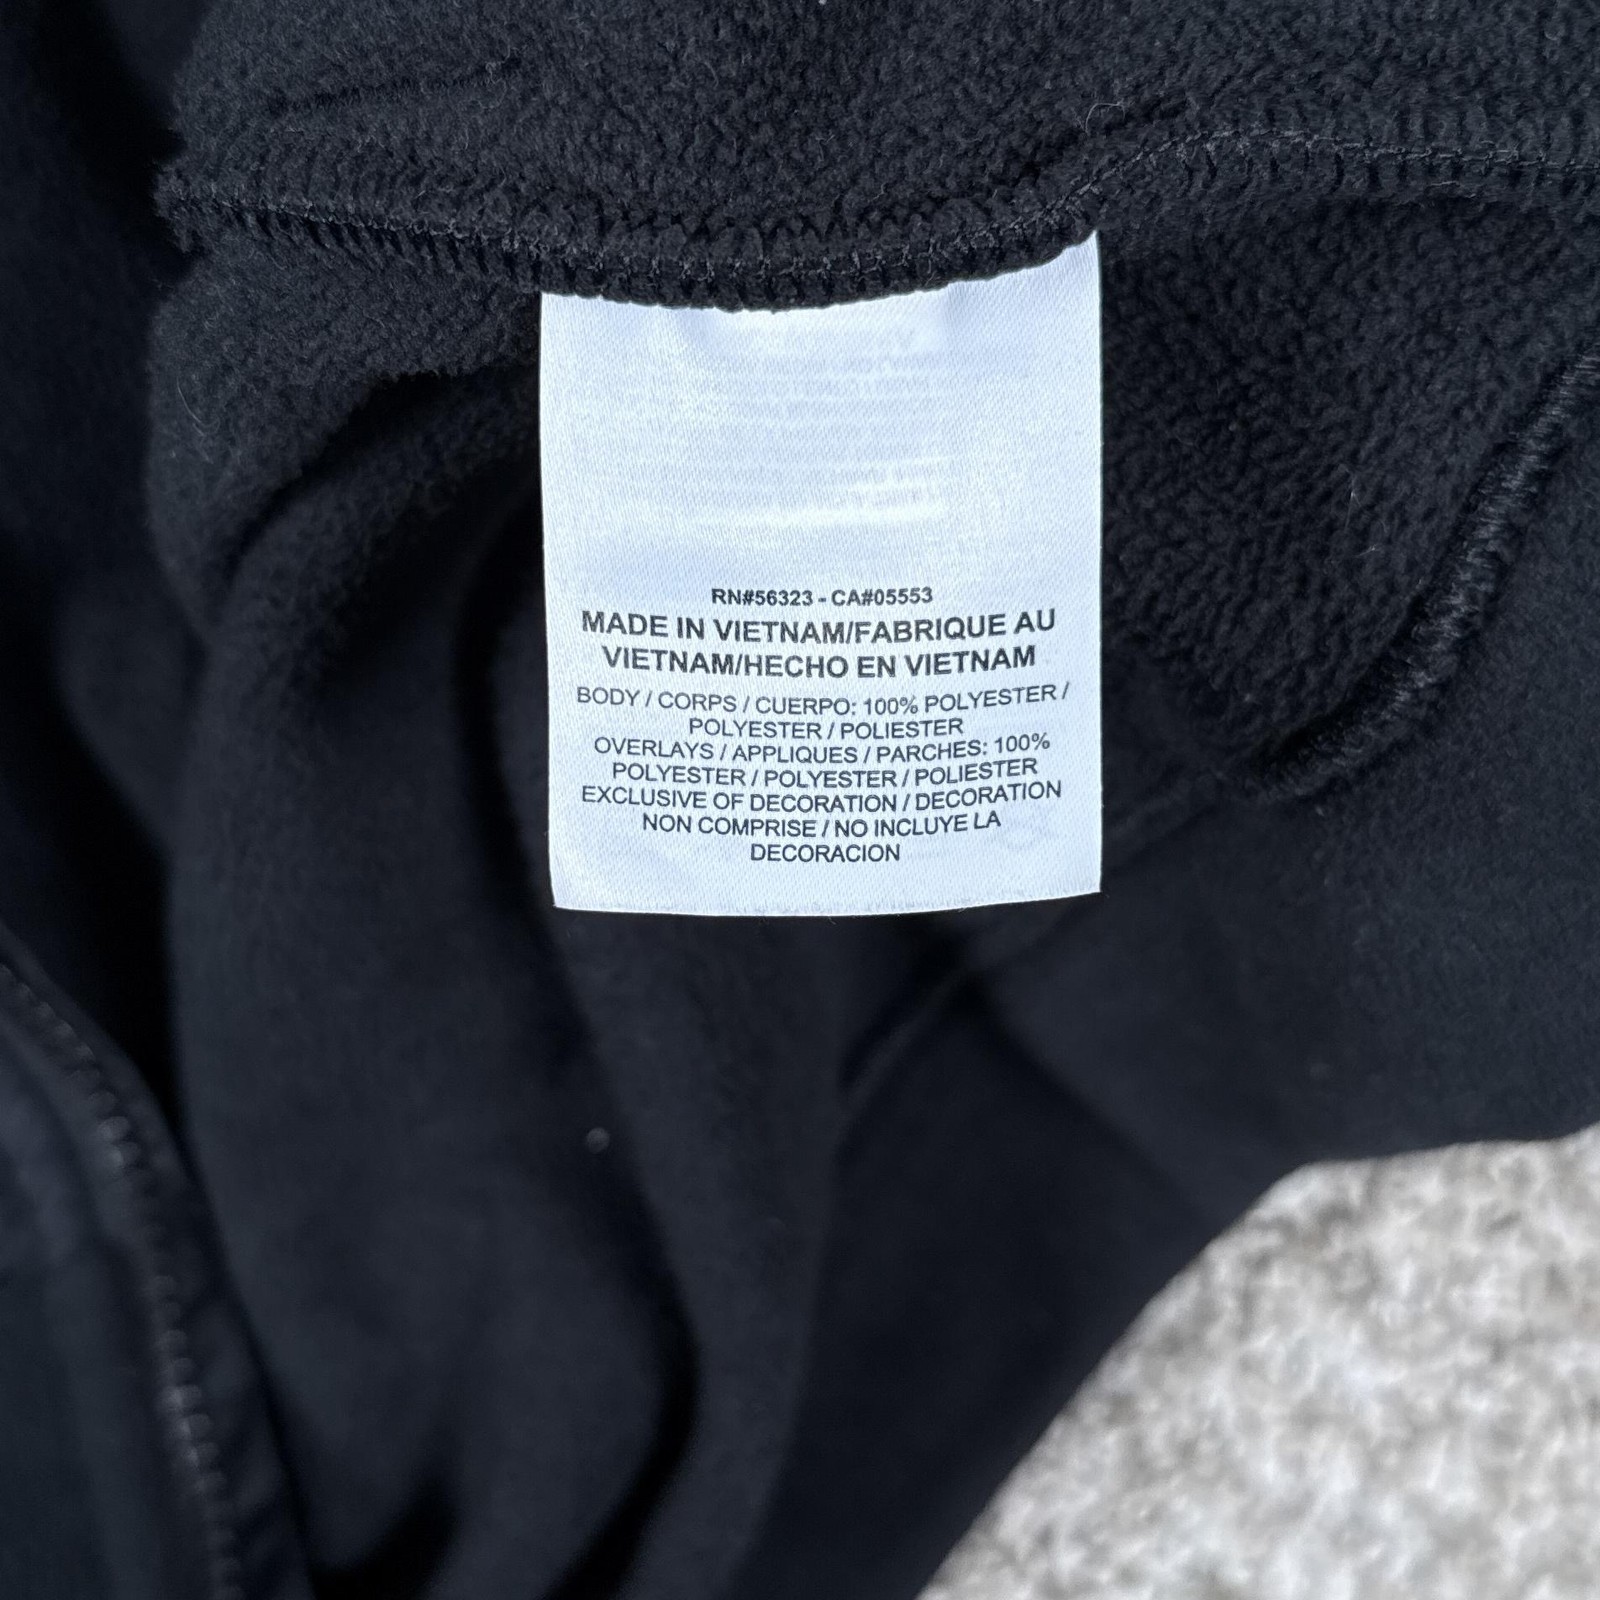 RN#56323 - CA#05553
MADE IN VIETNAM/FABRIQUE AU
VIETNAM/HECHO EN VIETNAM
BODY / CORPS / CUERPO: 100% POLYESTER /
POLYESTER / POLIESTER
OVERLAYS / APPLIQUES / PARCHES: 100%
POLYESTER / POLYESTER / POLIESTER
EXCLUSIVE OF DECORATION / DECORATION
NON COMPRISE / NO INCLUYE LA
DECORACION